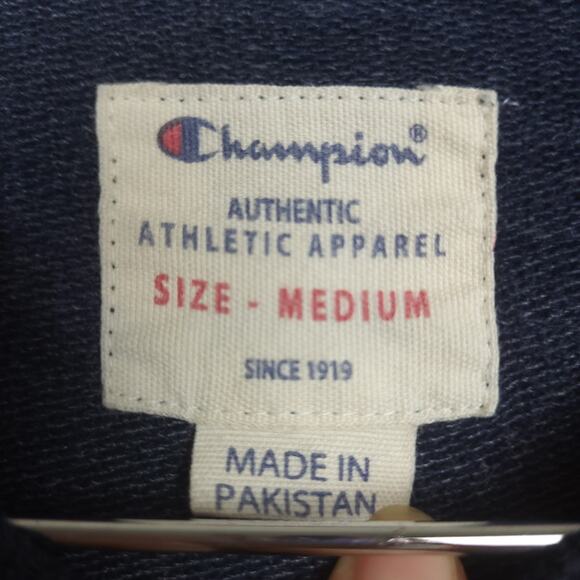 Champion®
AUTHENTIC
ATHLETIC APPAREL
SIZE - MEDIUM
SINCE 1919
MADE IN
PAKISTAN